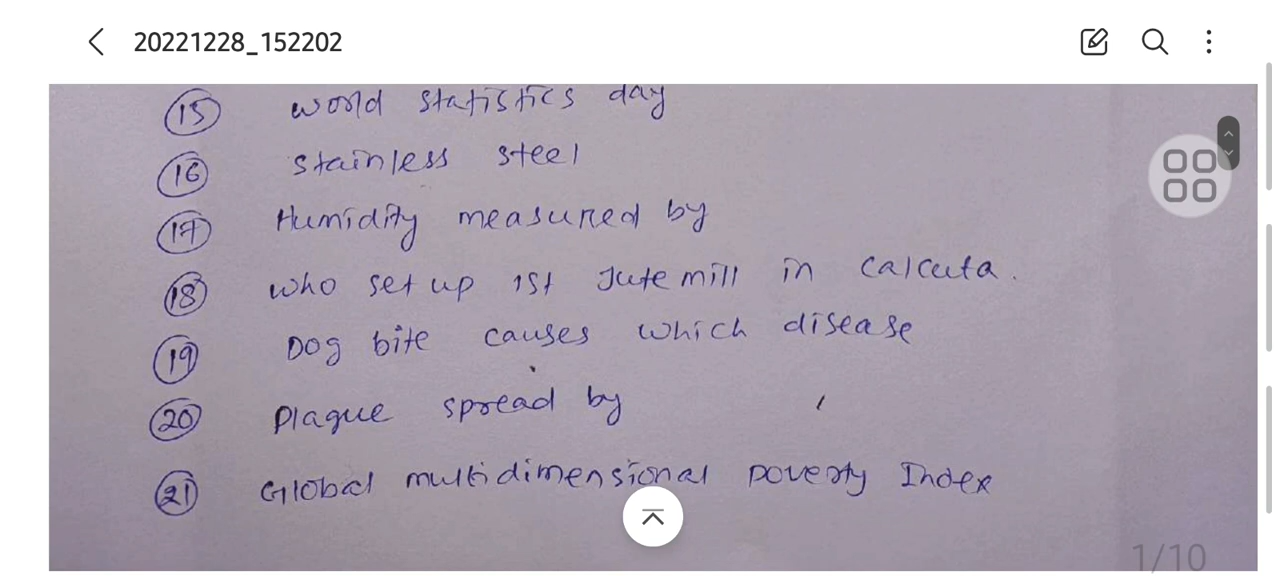 20221228_152202
15 world statistics day
16 stainless steel
17 Humidity measured by
18 who set up 1st Jute mill in calcuta.
19 Dog bite causes which disease
20 Plague spread by
21 Global multidimensional poverty Index
1/10